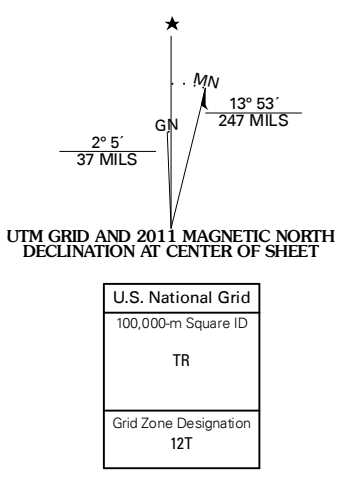 MN
13° 53´
247 MILS
GN
2° 5´
37 MILS
UTM GRID AND 2011 MAGNETIC NORTH
DECLINATION AT CENTER OF SHEET
U.S. National Grid
100,000-m Square ID
TR
Grid Zone Designation
12T